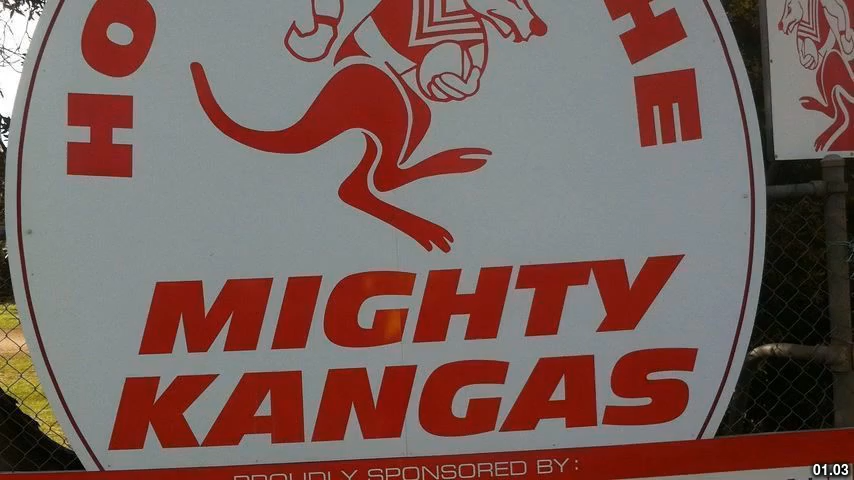 HO
HE
MIGHTY
KANGAS
PROUDLY SPONSORED BY:
01.03